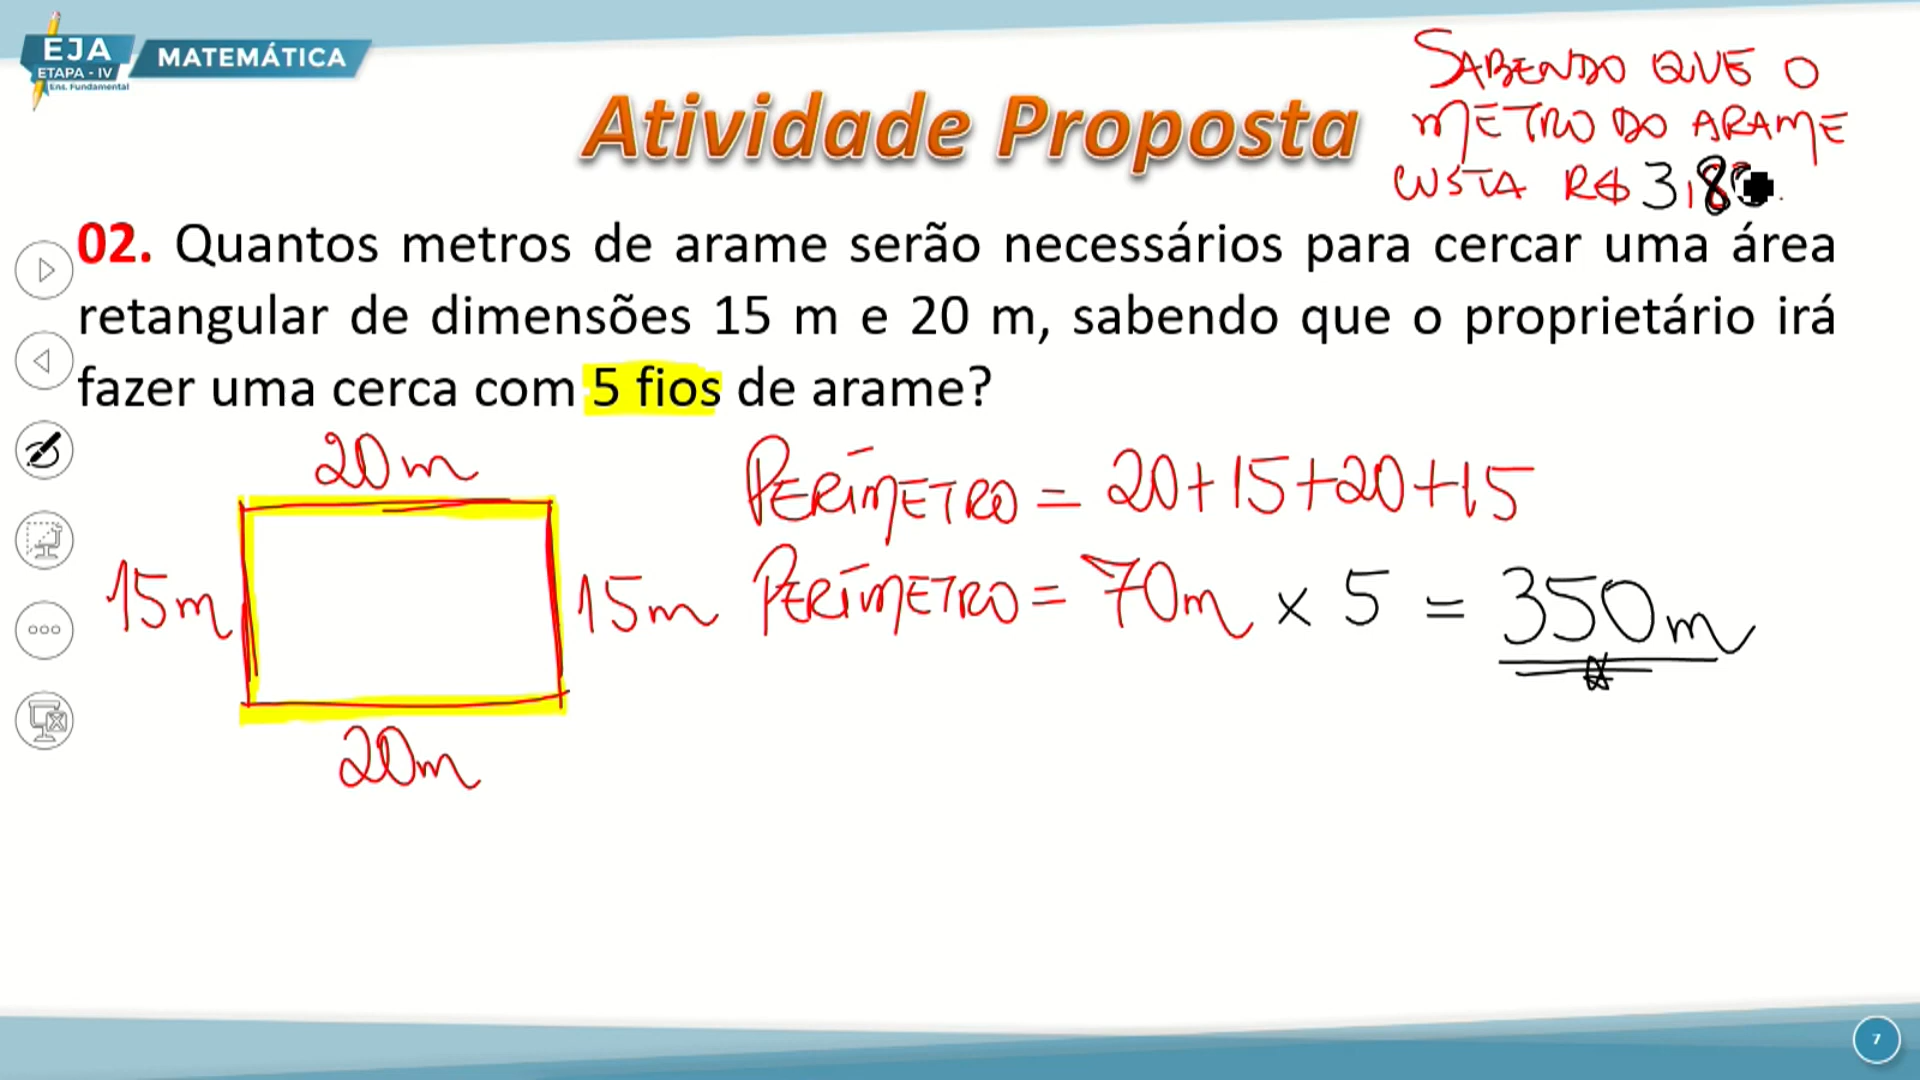 EJA
ETAPA - IV
Ens. Fundamental
MATEMÁTICA
SABENDO QUE O
METRO DO ARAME
CUSTA R$ 3,8
Atividade Proposta
02. Quantos metros de arame serão necessários para cercar uma área
retangular de dimensões 15 m e 20 m, sabendo que o proprietário irá
fazer uma cerca com 5 fios de arame?
20m
15m
15m
20m
PERÍMETRO = 20+15+20+15
PERÍMETRO = 70m × 5 = 350m
7